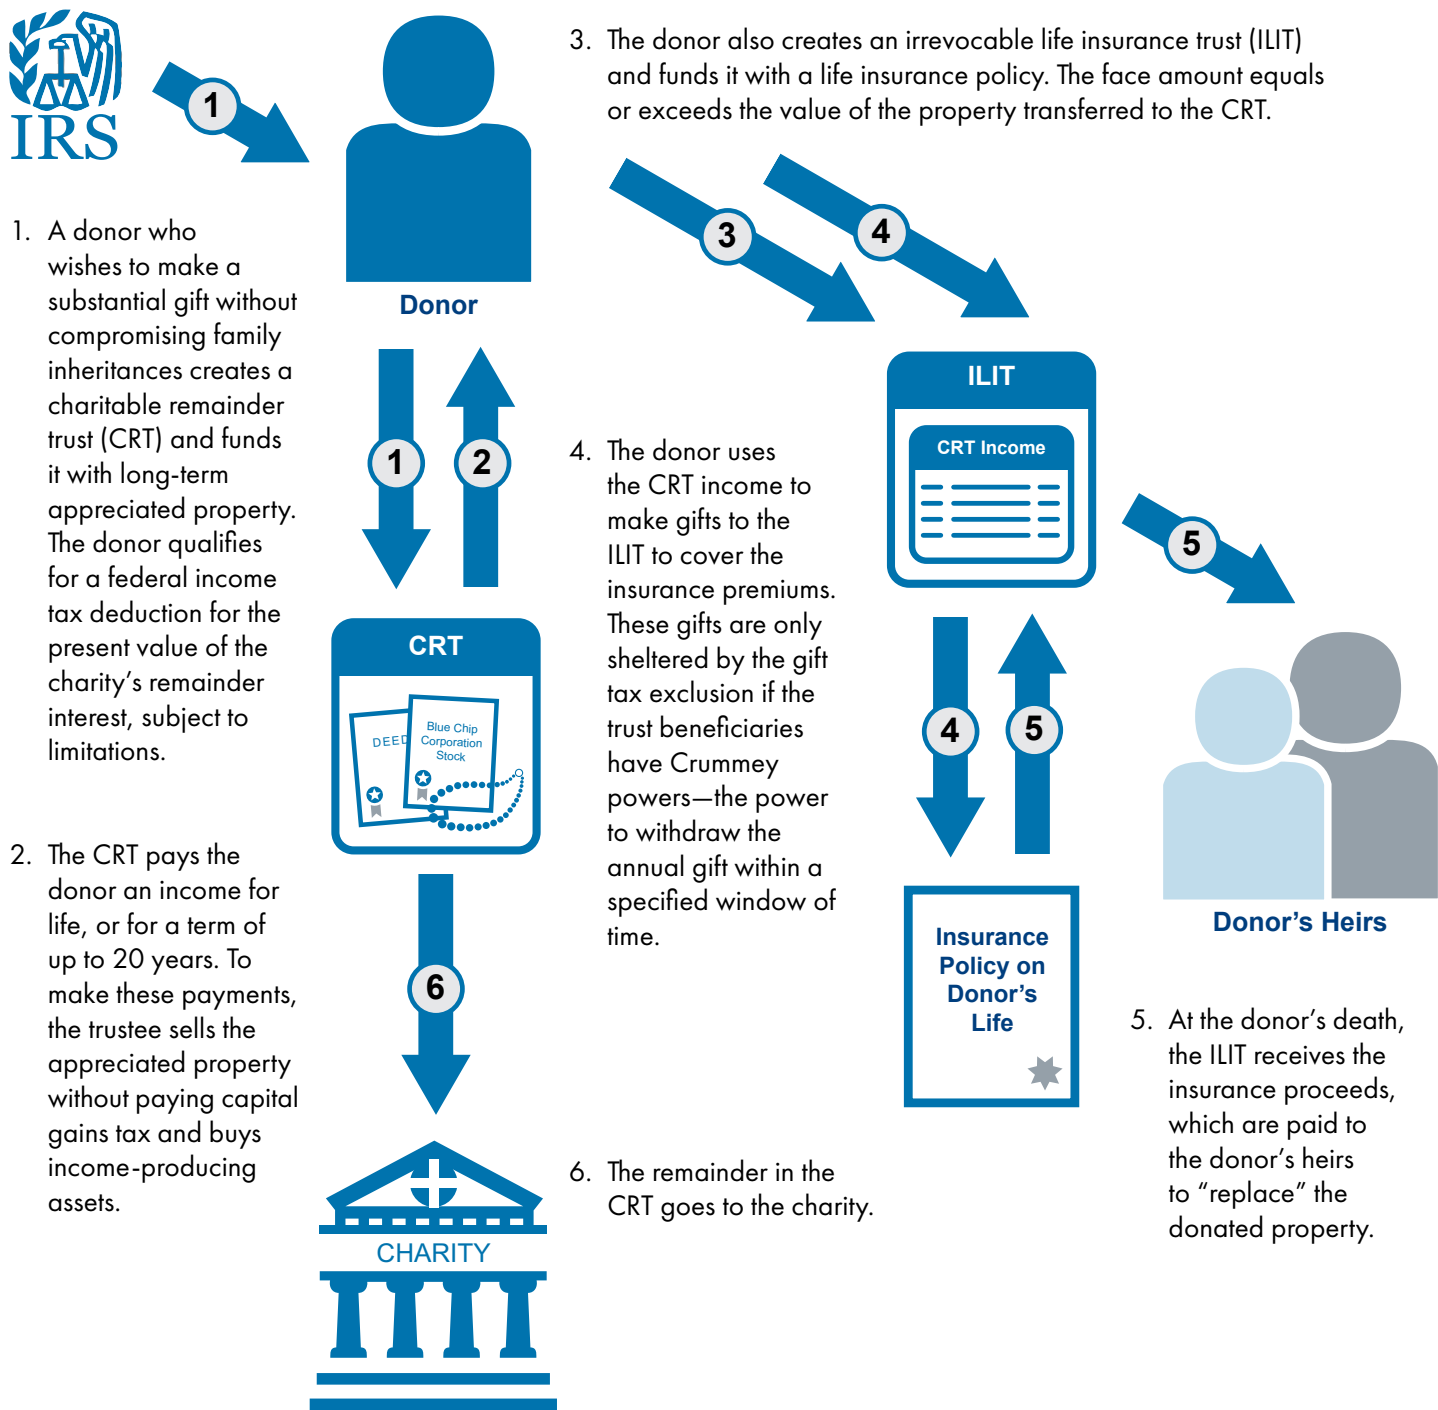 IRS
1
1. A donor who
wishes to make a
substantial gift without
compromising family
inheritances creates a
charitable remainder
trust (CRT) and funds
it with long-term
appreciated property.
The donor qualifies
for a federal income
tax deduction for the
present value of the
charity’s remainder
interest, subject to
limitations.
2. The CRT pays the
donor an income for
life, or for a term of
up to 20 years. To
make these payments,
the trustee sells the
appreciated property
without paying capital
gains tax and buys
income-producing
assets.
Donor
1
2
CRT
DEED
Blue Chip
Corporation
Stock
6
CHARITY
3. The donor also creates an irrevocable life insurance trust (ILIT)
and funds it with a life insurance policy. The face amount equals
or exceeds the value of the property transferred to the CRT.
3
4
4. The donor uses
the CRT income to
make gifts to the
ILIT to cover the
insurance premiums.
These gifts are only
sheltered by the gift
tax exclusion if the
trust beneficiaries
have Crummey
powers—the power
to withdraw the
annual gift within a
specified window of
time.
6. The remainder in the
CRT goes to the charity.
ILIT
CRT Income
4
5
Insurance
Policy on
Donor’s
Life
5
Donor’s Heirs
5. At the donor’s death,
the ILIT receives the
insurance proceeds,
which are paid to
the donor’s heirs
to “replace” the
donated property.